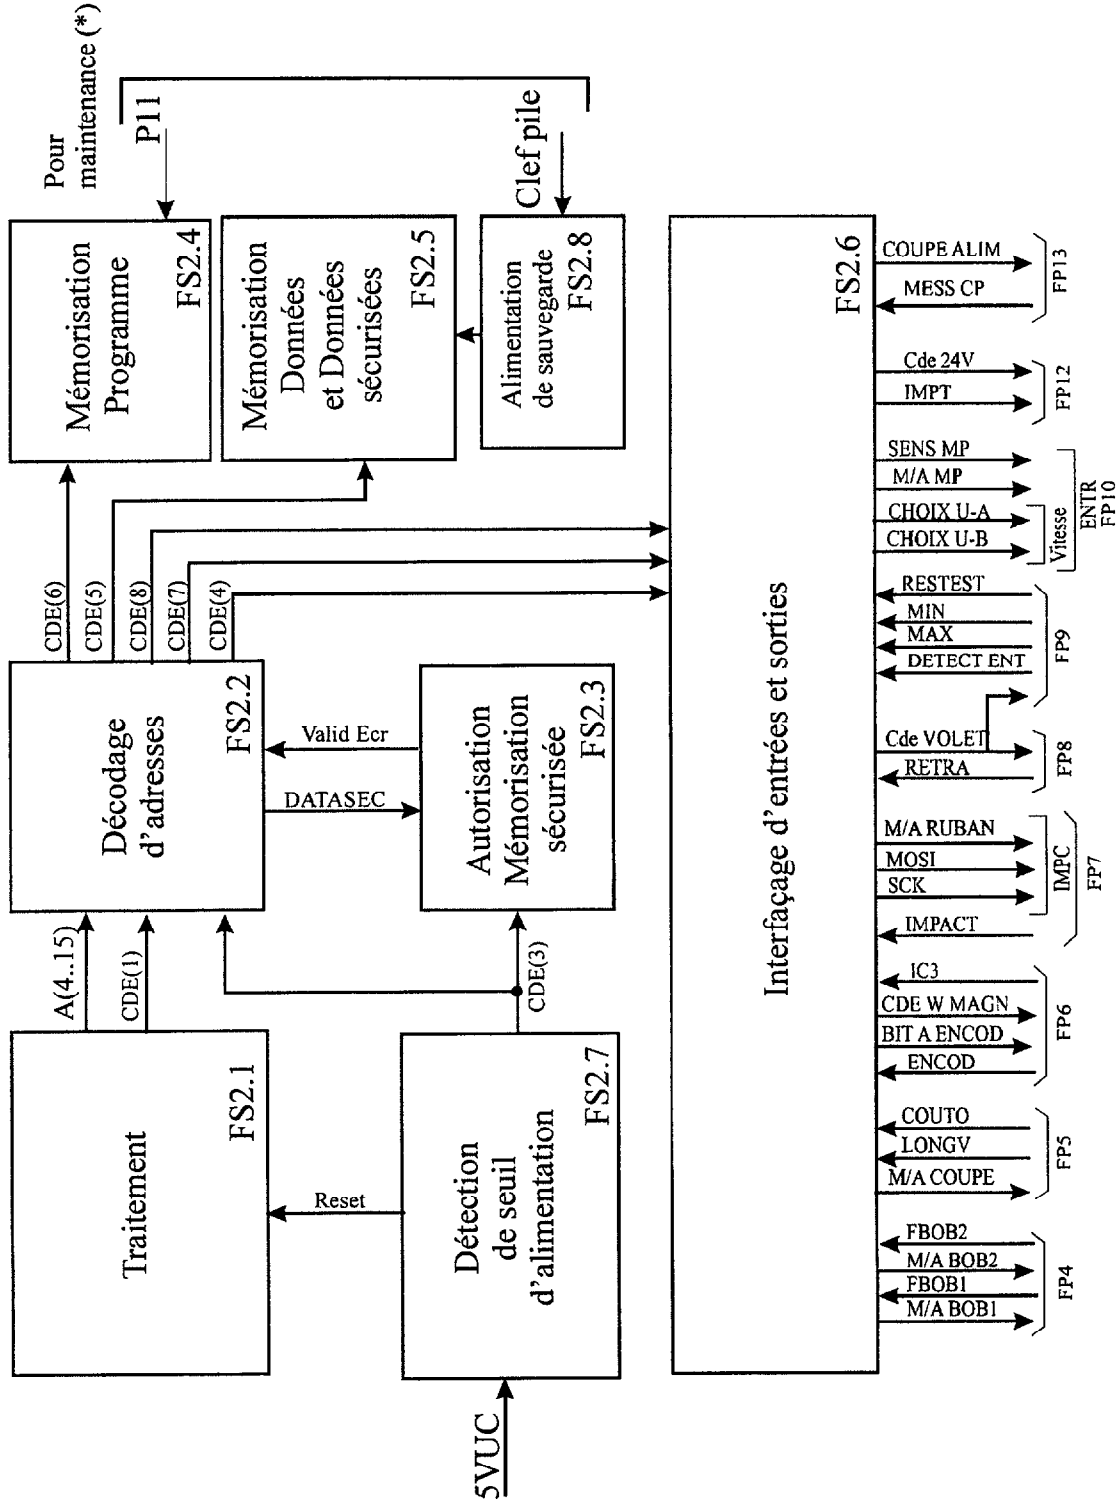 Pour
maintenance (*)
P11
Clef pile
Mémorisation
Programme
FS2.4
Mémorisation
Données
et Données
sécurisées
FS2.5
Alimentation
de sauvegarde
FS2.8
CDE(6)
CDE(5)
CDE(8)
CDE(7)
CDE(4)
Décodage
d'adresses
FS2.2
Valid Ecr
DATASEC
Autorisation
Mémorisation
sécurisée
FS2.3
A(4..15)
CDE(1)
CDE(3)
Traitement
FS2.1
Reset
Détection
de seuil
d'alimentation
FS2.7
5VUC
Interfaçage d'entrées et sorties
FS2.6
COUPE ALIM
MESS CP
FP13
Cde 24V
IMPT
FP12
SENS MP
M/A MP
CHOIX U-A
CHOIX U-B
Vitesse
ENTR
FP10
RESTEST
MIN
MAX
DETECT ENT
FP9
Cde VOLET
RETRA
FP8
M/A RUBAN
MOSI
SCK
IMPC
IMPACT
FP7
IC3
CDE W MAGN
BIT A ENCOD
ENCOD
FP6
COUTO
LONGV
M/A COUPE
FP5
FBOB2
M/A BOB2
FBOB1
M/A BOB1
FP4